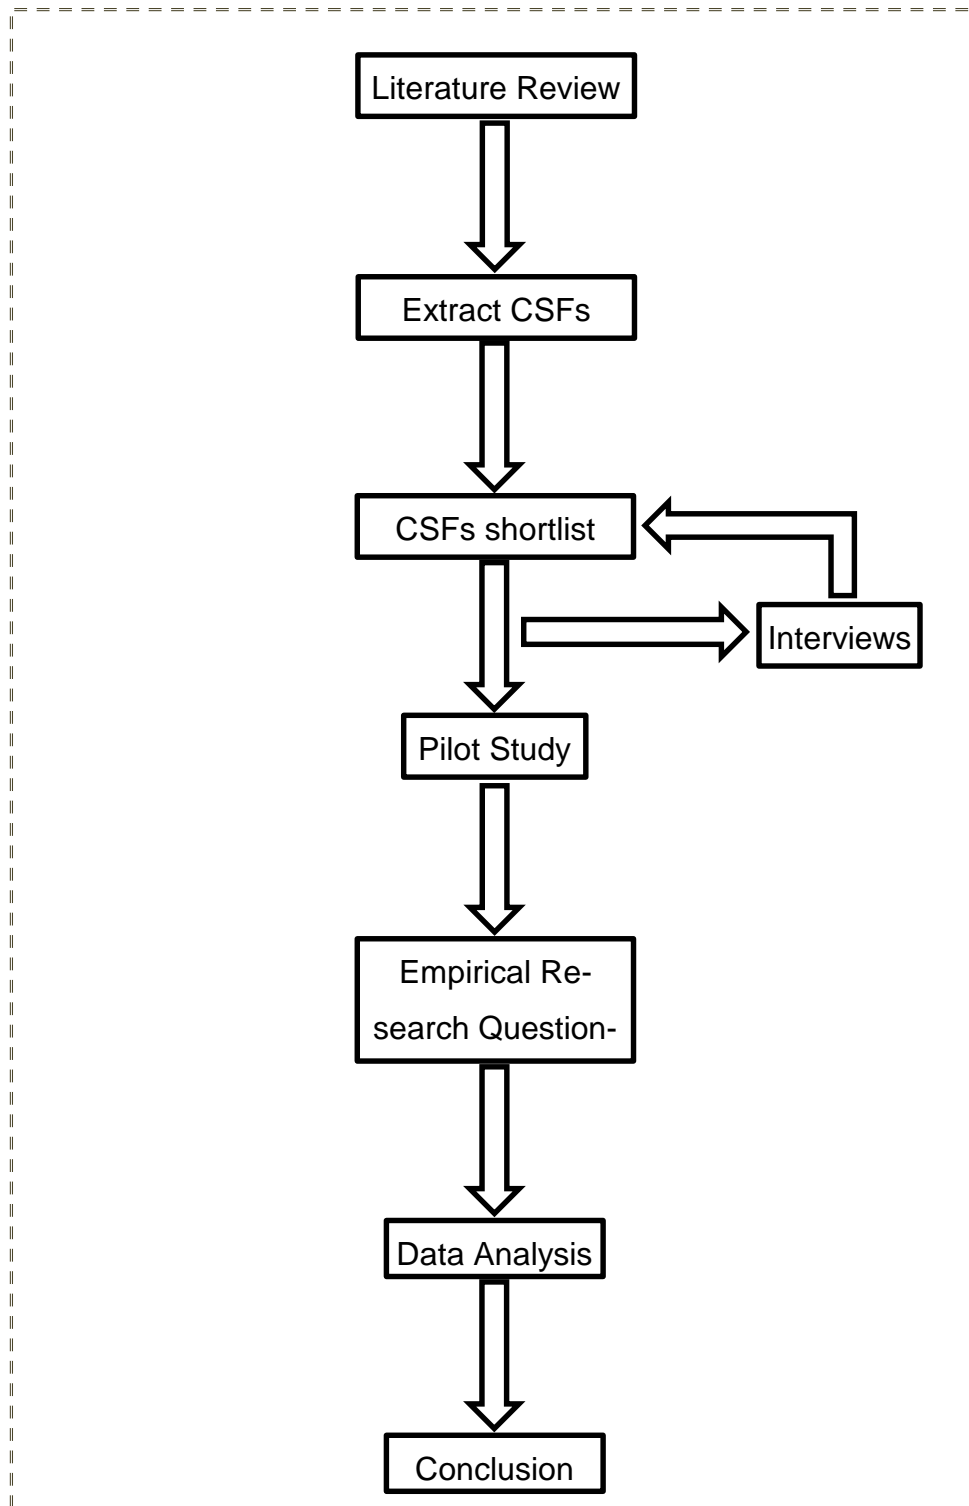 Literature Review
Extract CSFs
CSFs shortlist
Interviews
Pilot Study
Empirical Re-
search Question-
Data Analysis
Conclusion